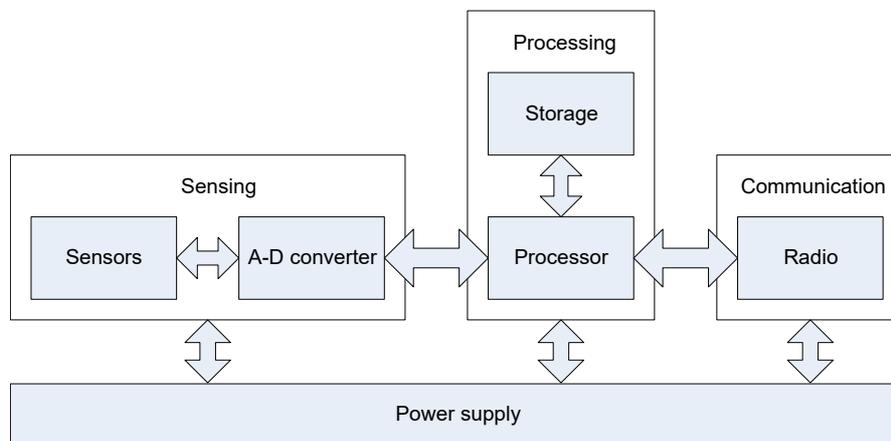 Processing
Storage
Sensing
Communication
Sensors
A-D converter
Processor
Radio
Power supply